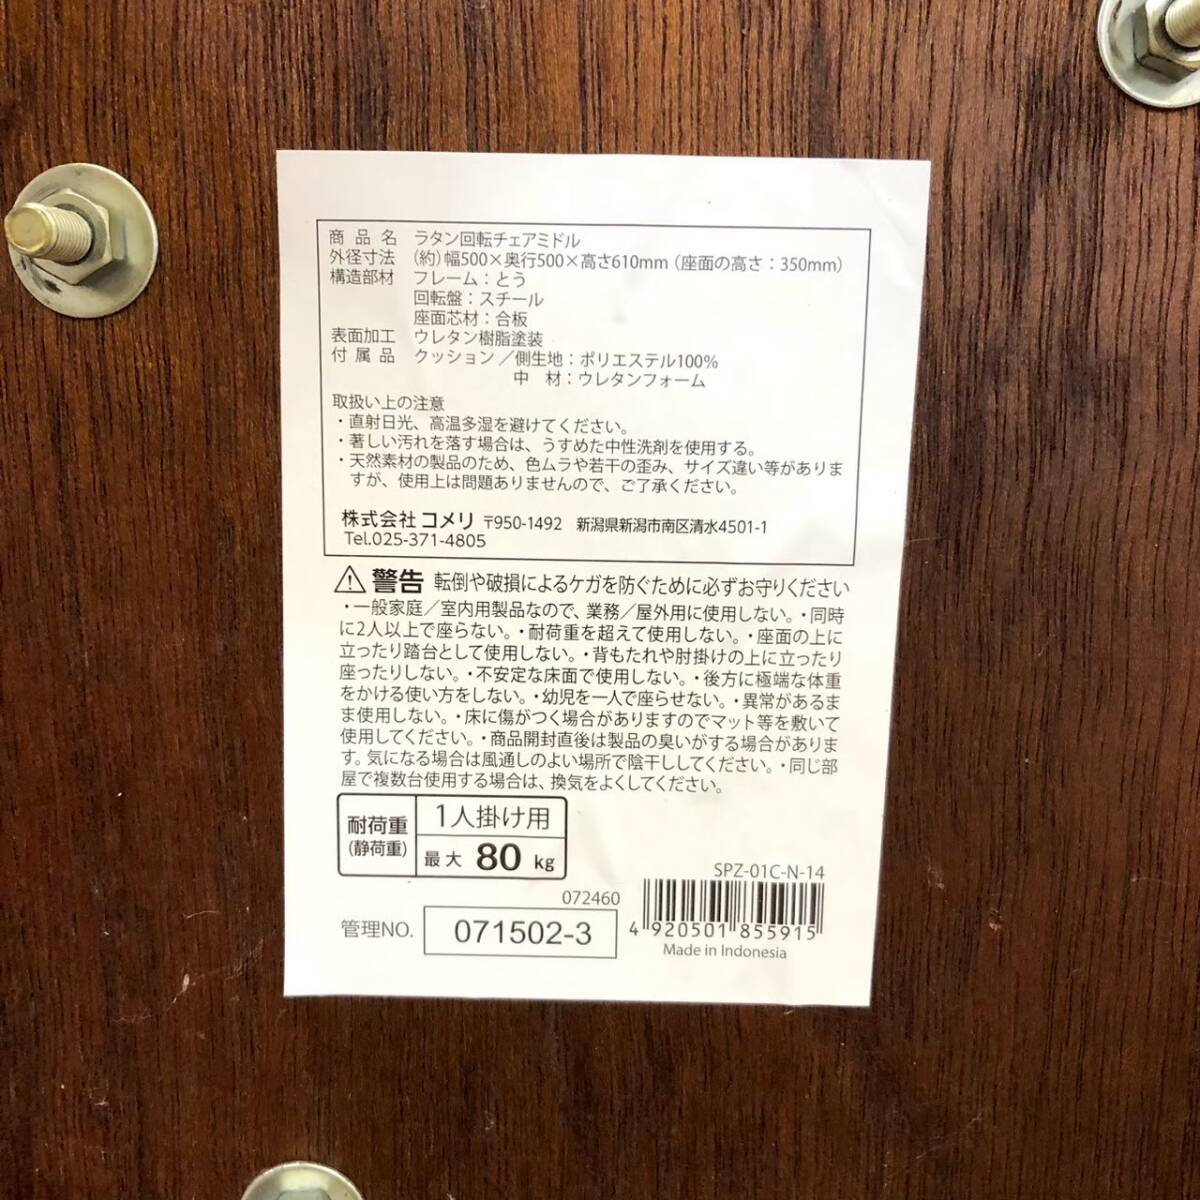 商品名 ラタン回転チェアミドル
外径寸法 (約)幅500×奥行500×高さ610mm(座面の高さ:350mm)
構造部材 フレーム:とう
回転盤:スチール
座面芯材:合板
表面加工 ウレタン樹脂塗装
付属品 クッション/側生地:ポリエステル100%
中材:ウレタンフォーム
取扱い上の注意
・直射日光、高温多湿を避けてください。
・著しい汚れを落す場合は、うすめた中性洗剤を使用する。
・天然素材の製品のため、色ムラや若干の歪み、サイズ違い等がありま
すが、使用上は問題ありませんので、ご了承ください。
株式会社 コメリ 〒950-1492 新潟県新潟市南区清水4501-1
Tel.025-371-4805
⚠ 警告 転倒や破損によるケガを防ぐために必ずお守りください
・一般家庭/室内用製品なので、業務/屋外用に使用しない。・同時
に2人以上で座らない。・耐荷重を超えて使用しない。・座面の上に
立ったり踏台として使用しない。・背もたれや肘掛けの上に立ったり
座ったりしない。・不安定な床面で使用しない。・後方に極端な体重
をかける使い方をしない。・幼児を一人で座らせない。・異常があるま
ま使用しない。・床に傷がつく場合がありますのでマット等を敷いて
使用してください。・商品開封直後は製品の臭いがする場合がありま
す。気になる場合は風通しのよい場所で陰干ししてください。・同じ部
屋で複数台使用する場合は、換気をよくしてください。
耐荷重 (静荷重)
1人掛け用
最大 80 kg
SPZ-01C-N-14
072460
管理NO. 071502-3
4 920501 855915
Made in Indonesia